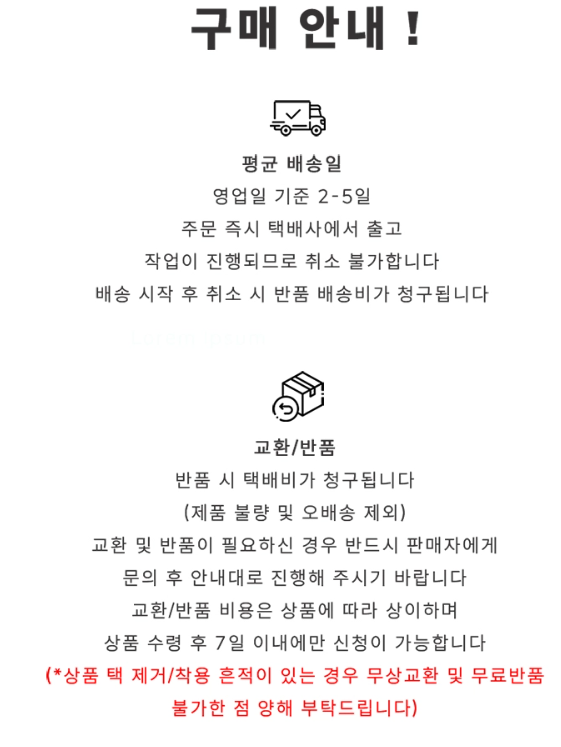 구매 안내 !
평균 배송일
영업일 기준 2-5일
주문 즉시 택배사에서 출고
작업이 진행되므로 취소 불가합니다
배송 시작 후 취소 시 반품 배송비가 청구됩니다
교환/반품
반품 시 택배비가 청구됩니다
(제품 불량 및 오배송 제외)
교환 및 반품이 필요하신 경우 반드시 판매자에게
문의 후 안내대로 진행해 주시기 바랍니다
교환/반품 비용은 상품에 따라 상이하며
상품 수령 후 7일 이내에만 신청이 가능합니다
(*상품 택 제거/착용 흔적이 있는 경우 무상교환 및 무료반품
불가한 점 양해 부탁드립니다)